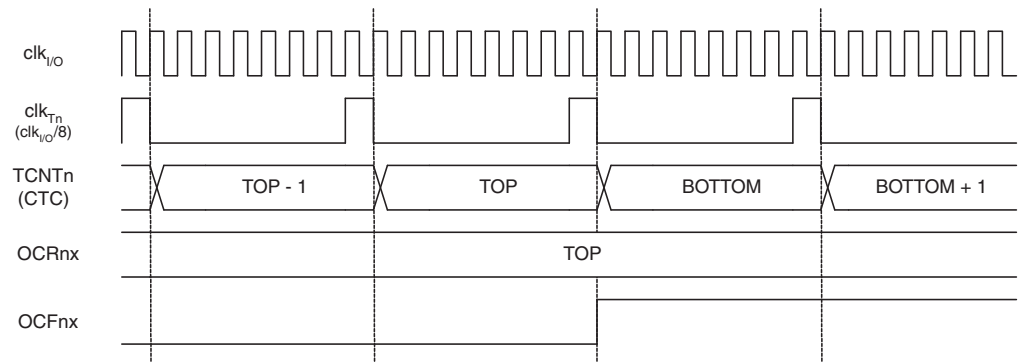 clkI/O
clkTn
(clkI/O/8)
TCNTn
(CTC)
TOP - 1
TOP
BOTTOM
BOTTOM + 1
OCRnx
TOP
OCFnx